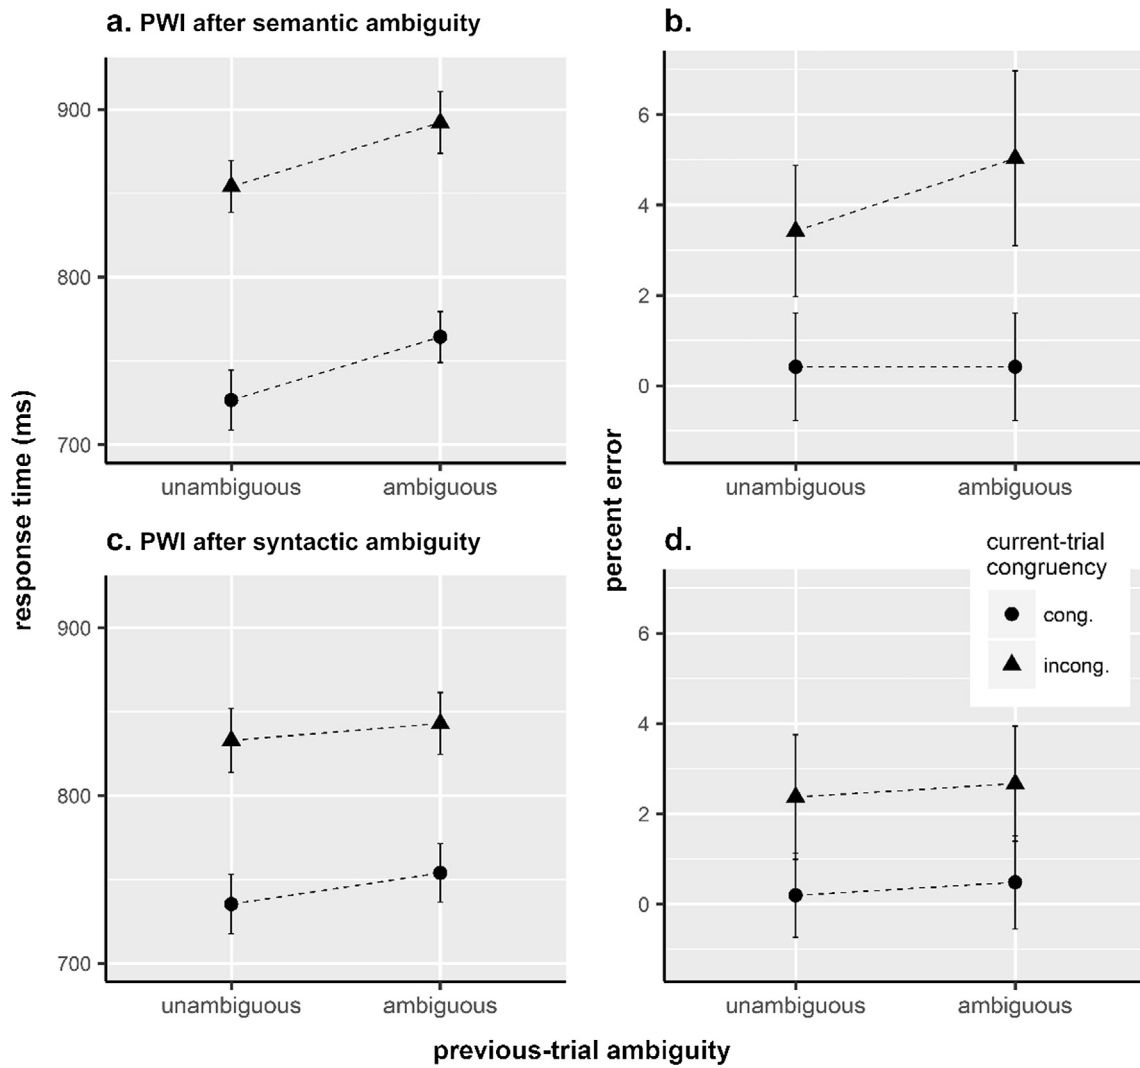 a. PWI after semantic ambiguity
900
800
700
unambiguous ambiguous
b.
6
4
2
0
unambiguous ambiguous
response time (ms)
percent error
c. PWI after syntactic ambiguity
900
800
700
unambiguous ambiguous
d.
6
4
2
0
unambiguous ambiguous
current-trial
congruency
cong.
incong.
previous-trial ambiguity